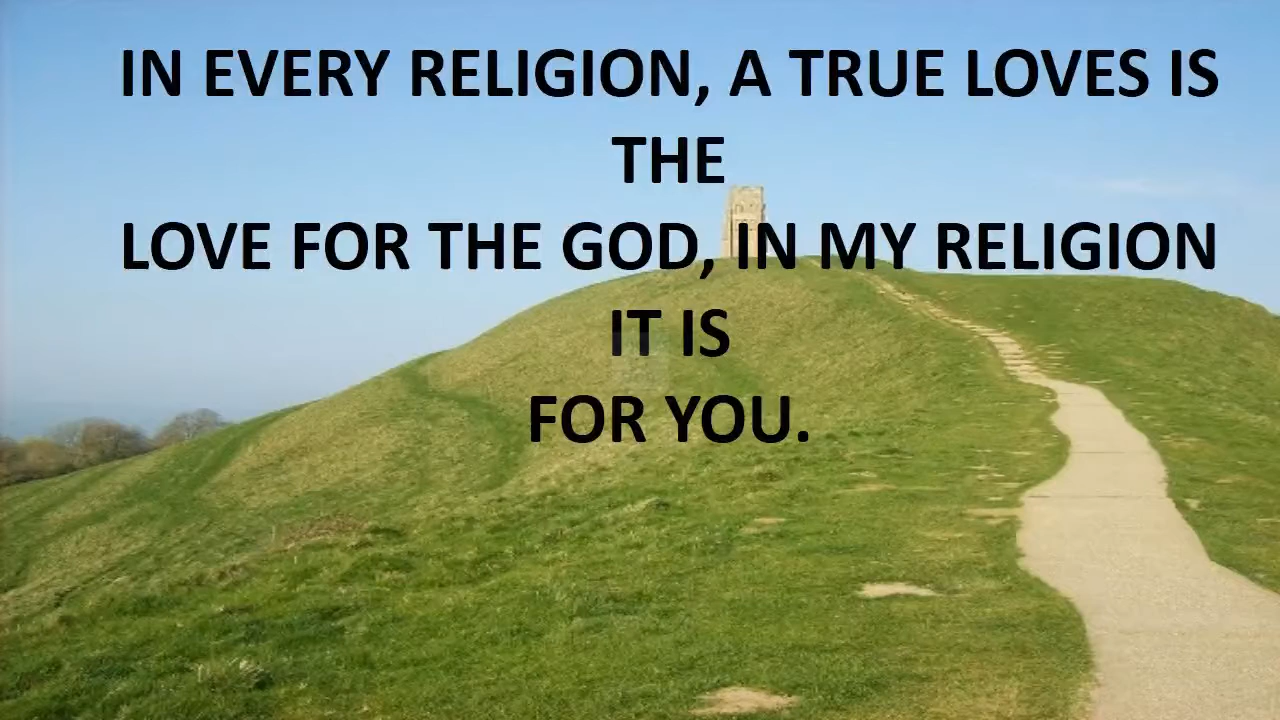 IN EVERY RELIGION, A TRUE LOVES IS
THE
LOVE FOR THE GOD, IN MY RELIGION
IT IS
FOR YOU.